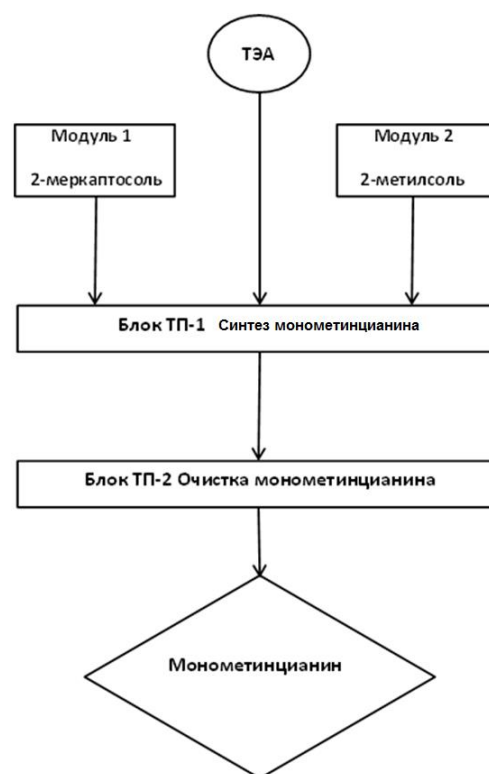 ТЭА
Модуль 1
2-меркаптосоль
Модуль 2
2-метилсоль
Блок ТП-1 Синтез монометинцианина
Блок ТП-2 Очистка монометинцианина
Монометинцианин